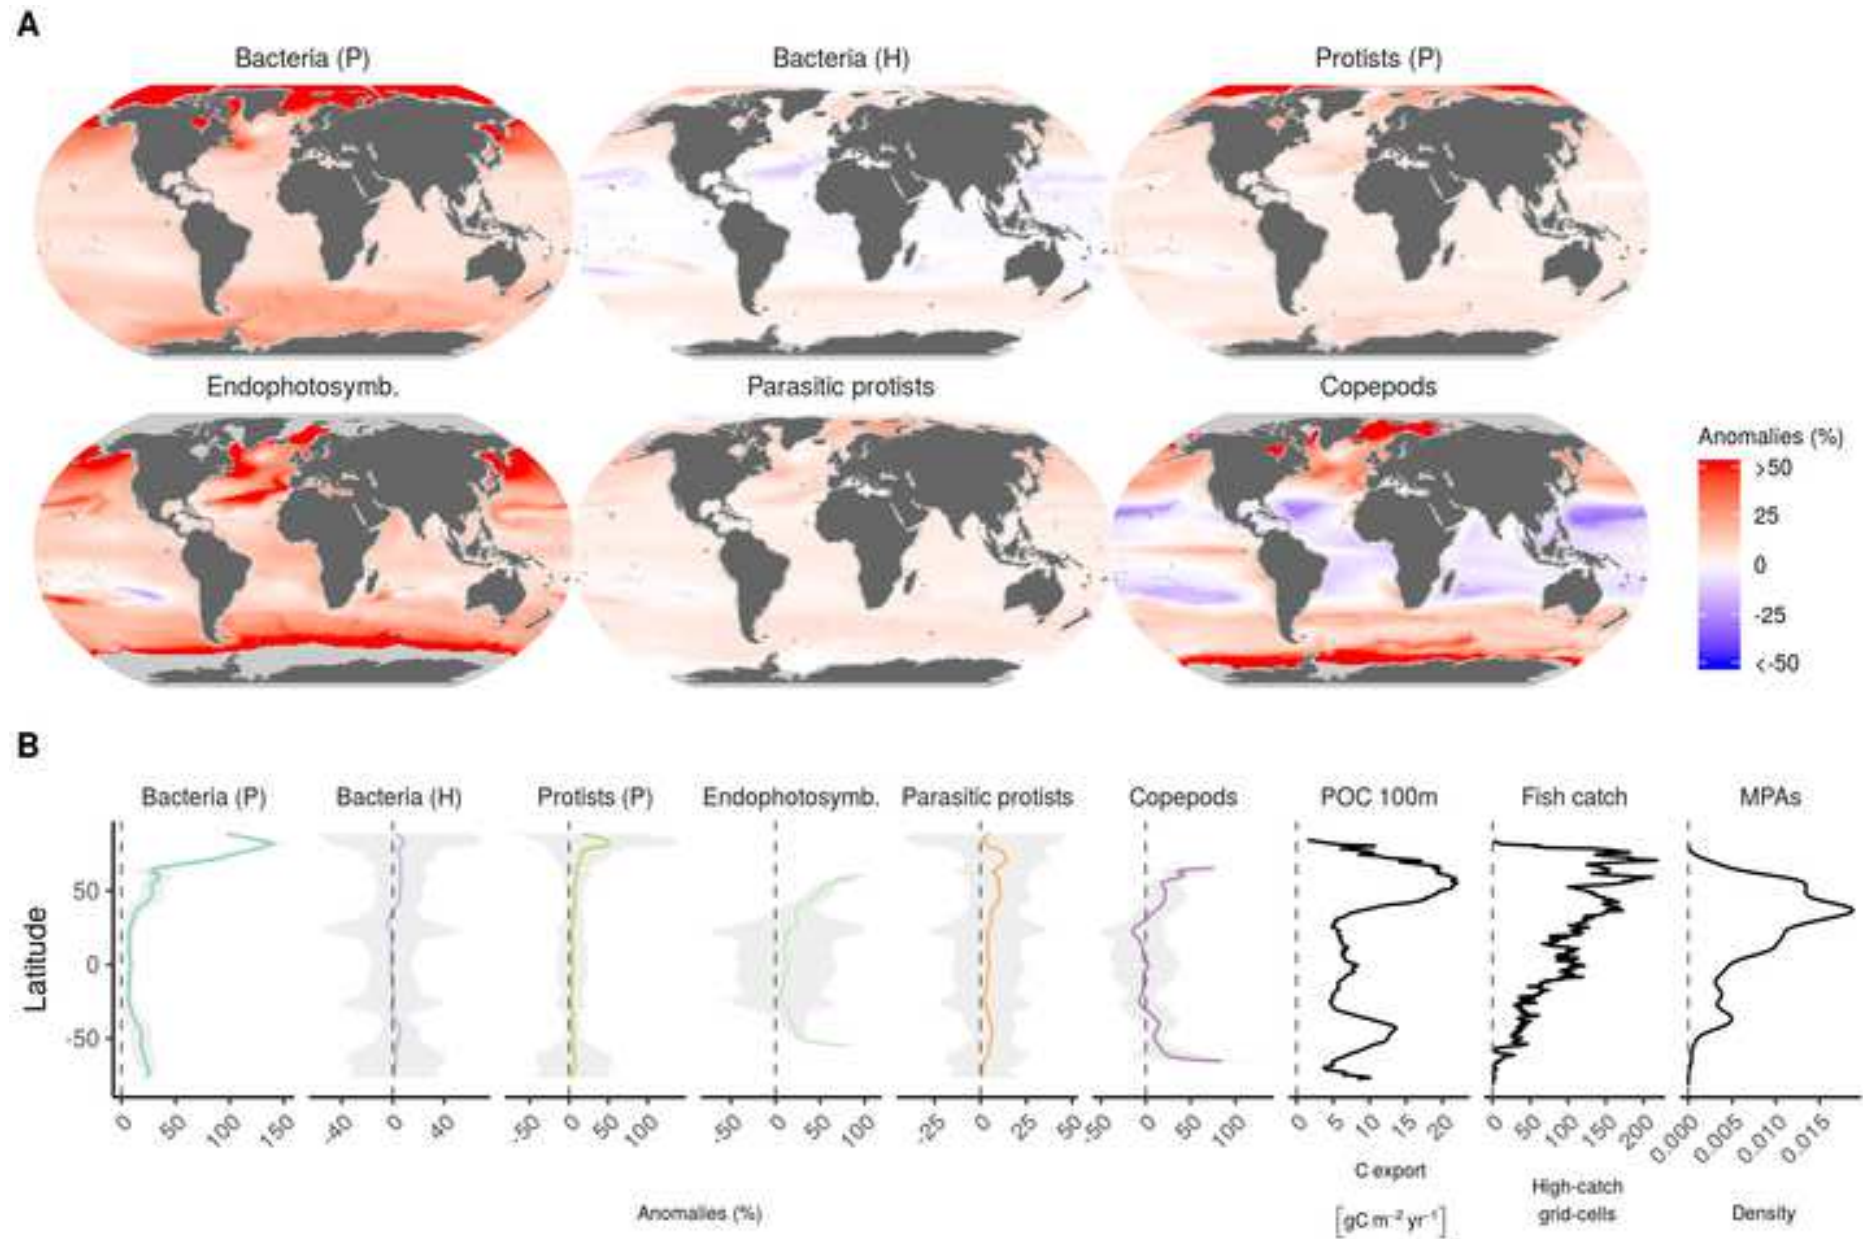 A
Bacteria (P)
Bacteria (H)
Protists (P)
Endophotosymb.
Parasitic protists
Copepods
Anomalies (%)
>50
25
0
-25
<-50
B
Bacteria (P)
Bacteria (H)
Protists (P)
Endophotosymb.
Parasitic protists
Copepods
POC 100m
Fish catch
MPAs
Latitude
50
0
-50
0 50 100 150
-40 0 40
-50 0 50 100
-50 0 50 100
-25 0 25 50
-50 0 50 100
0 5 10 15 20
0 50 100 150 200
0.000 0.005 0.010 0.015
Anomalies (%)
C export
[gC m⁻² yr⁻¹]
High-catch
grid-cells
Density